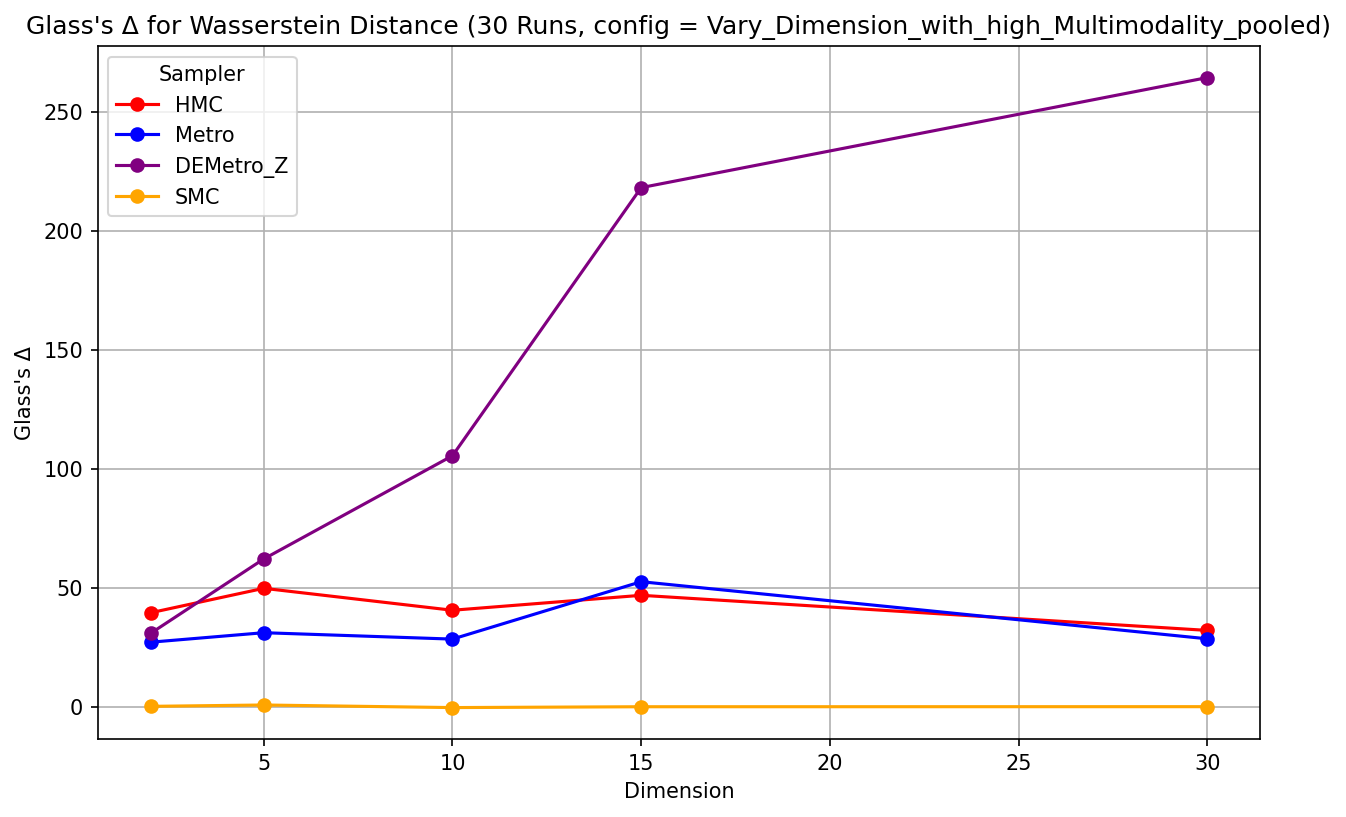 Glass's Δ for Wasserstein Distance (30 Runs, config = Vary_Dimension_with_high_Multimodality_pooled)
Sampler
HMC
Metro
DEMetro_Z
SMC
Glass's Δ
250
200
150
100
50
0
5
10
15
20
25
30
Dimension